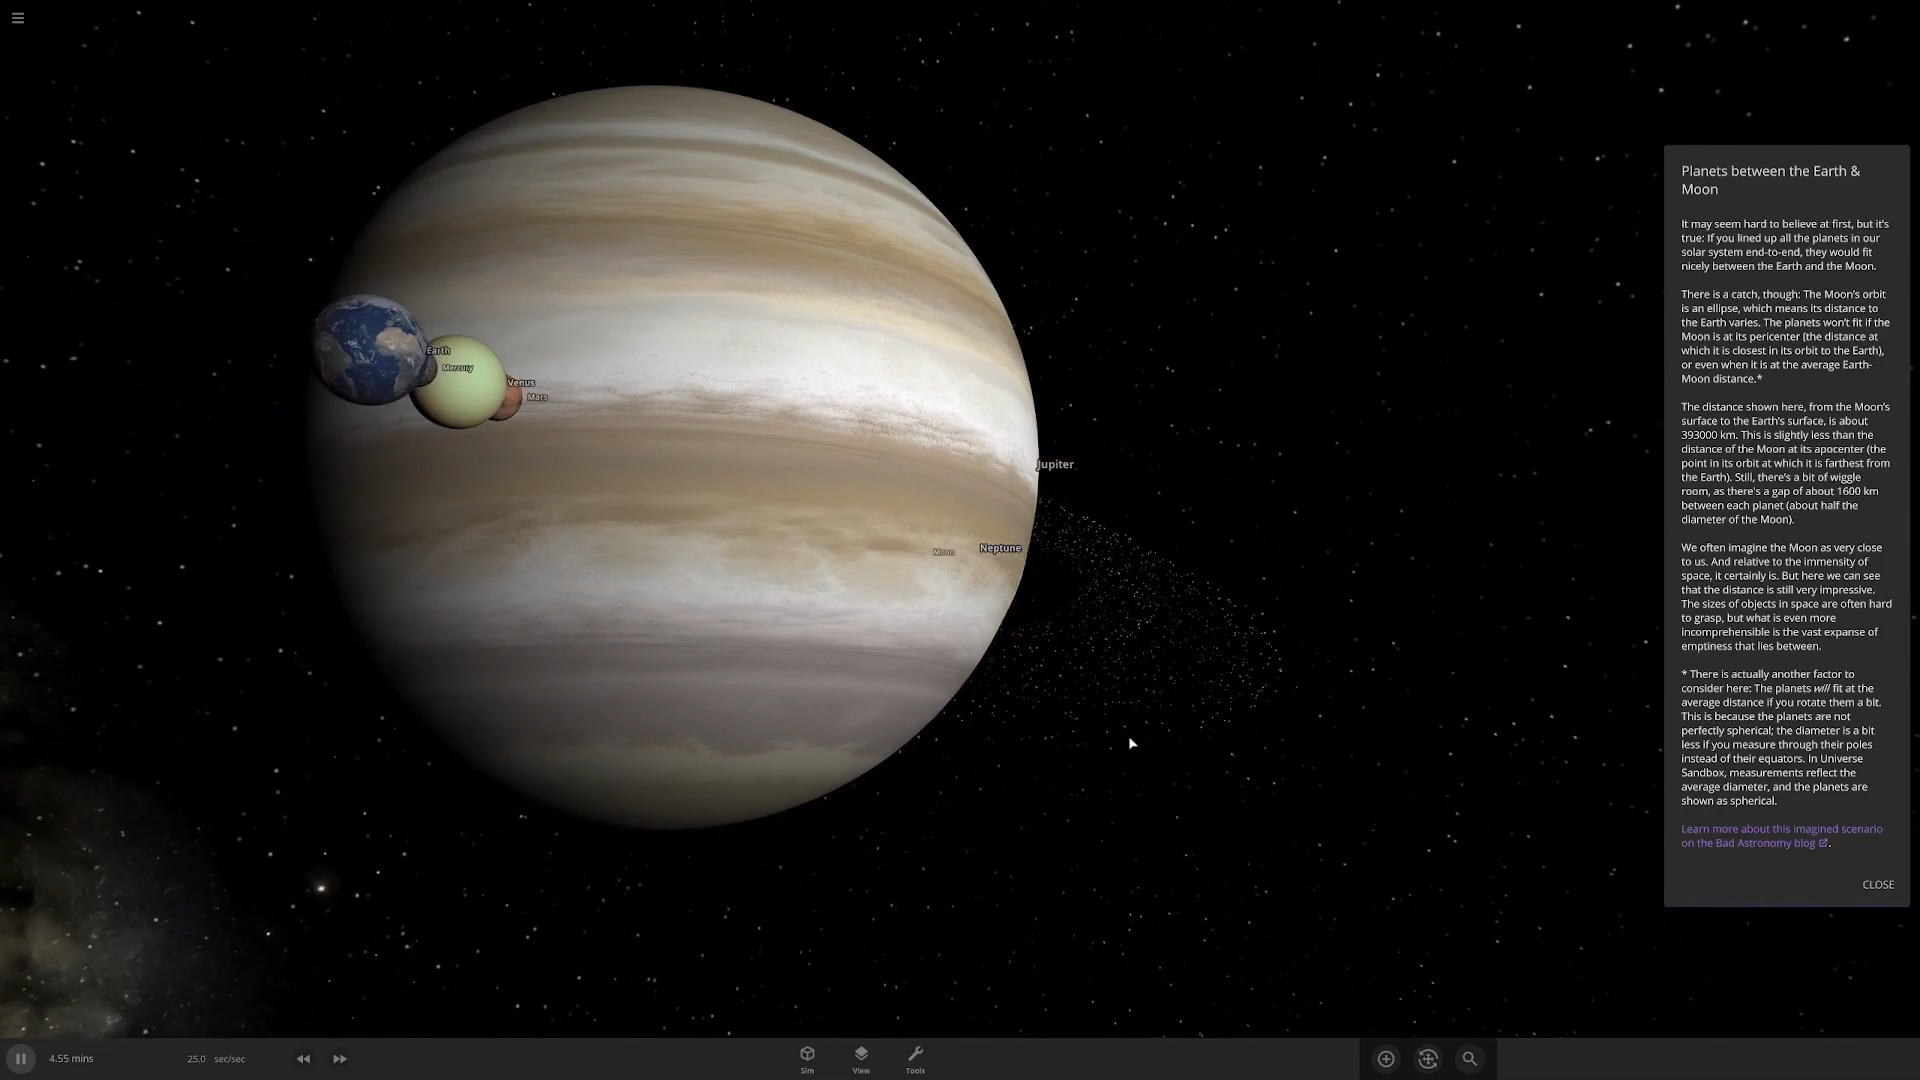 Planets between the Earth &
Moon
It may seem hard to believe at first, but it's
true: If you lined up all the planets in our
solar system end-to-end, they would fit
nicely between the Earth and the Moon.
There is a catch, though: The Moon's orbit
is an ellipse, which means its distance to
the Earth varies. The planets won't fit if the
Moon is at its pericenter (the distance at
which it is closest in its orbit to the Earth),
or even when it is at the average Earth-
Moon distance.*
The distance shown here, from the Moon's
surface to the Earth's surface, is about
393000 km. This is slightly less than the
distance of the Moon at its apocenter (the
point in its orbit at which it is farthest from
the Earth). Still, there's a bit of wiggle
room, as there's a gap of about 1600 km
between each planet (about half the
diameter of the Moon).
We often imagine the Moon as very close
to us. And relative to the immensity of
space, it certainly is. But here we can see
that the distance is still very impressive.
The sizes of objects in space are often hard
to grasp, but what is even more
incomprehensible is the vast expanse of
emptiness that lies between.
* There is actually another factor to
consider here: The planets will fit at the
average distance if you rotate them a bit.
This is because the planets are not
perfectly spherical; the diameter is a bit
less if you measure through their poles
instead of their equators. In Universe
Sandbox, measurements reflect the
average diameter, and the planets are
shown as spherical.
Learn more about this imagined scenario
on the Bad Astronomy blog.
CLOSE
Earth
Mercury
Venus
Mars
Jupiter
Moon
Neptune
4.55 mins
25.0 sec/sec
Sim
View
Tools